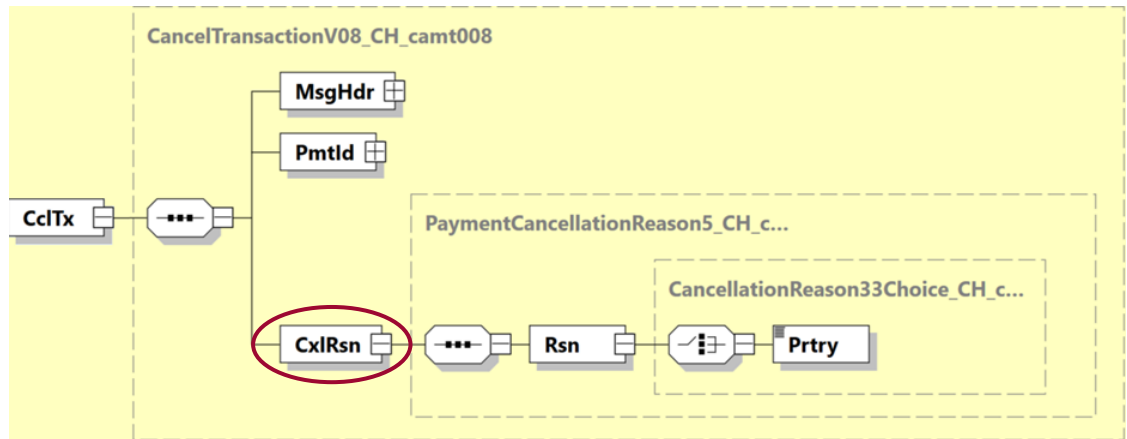 CancelTransactionV08_CH_camt008
MsgHdr
PmtId
CclTx
PaymentCancellationReason5_CH_c...
CancellationReason33Choice_CH_c...
CxlRsn
Rsn
Prtry